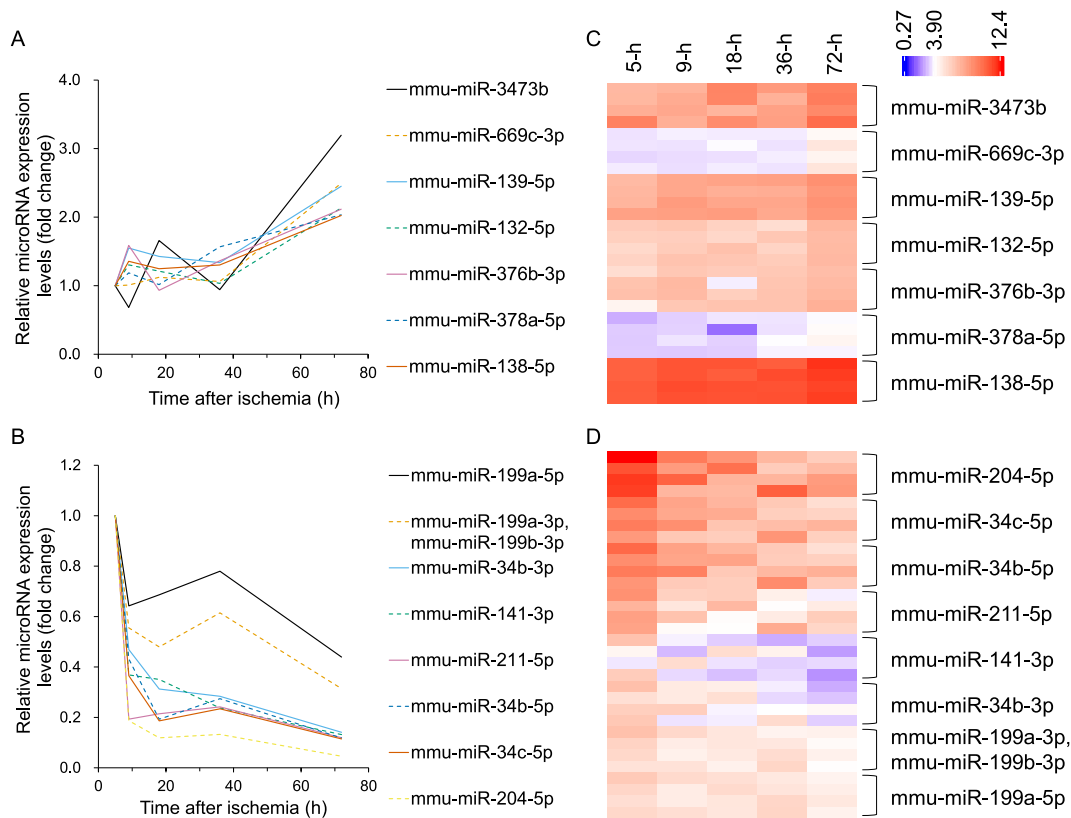 A
Relative microRNA expression
levels (fold change)
4.0
3.0
2.0
1.0
0.0
0
20
40
60
80
Time after ischemia (h)
mmu-miR-3473b
mmu-miR-669c-3p
mmu-miR-139-5p
mmu-miR-132-5p
mmu-miR-376b-3p
mmu-miR-378a-5p
mmu-miR-138-5p
C
5-h
9-h
18-h
36-h
72-h
0.27
3.90
12.4
mmu-miR-3473b
mmu-miR-669c-3p
mmu-miR-139-5p
mmu-miR-132-5p
mmu-miR-376b-3p
mmu-miR-378a-5p
mmu-miR-138-5p
B
Relative microRNA expression
levels (fold change)
1.2
1.0
0.8
0.6
0.4
0.2
0.0
0
20
40
60
80
Time after ischemia (h)
mmu-miR-199a-5p
mmu-miR-199a-3p,
mmu-miR-199b-3p
mmu-miR-34b-3p
mmu-miR-141-3p
mmu-miR-211-5p
mmu-miR-34b-5p
mmu-miR-34c-5p
mmu-miR-204-5p
D
mmu-miR-204-5p
mmu-miR-34c-5p
mmu-miR-34b-5p
mmu-miR-211-5p
mmu-miR-141-3p
mmu-miR-34b-3p
mmu-miR-199a-3p,
mmu-miR-199b-3p
mmu-miR-199a-5p